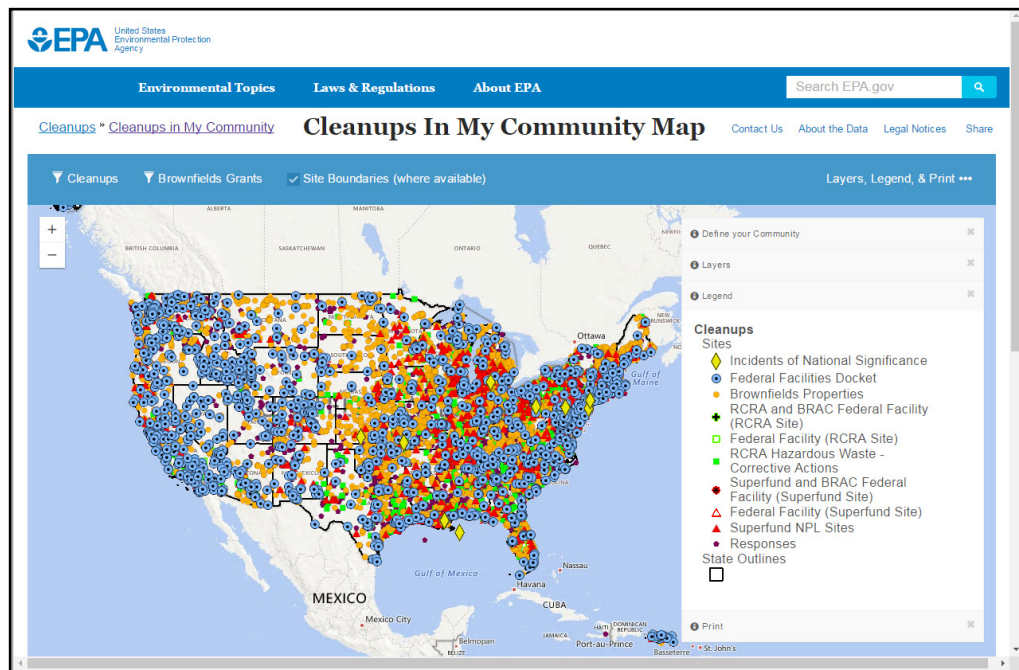 EPA
United States
Environmental Protection
Agency
Environmental Topics
Laws & Regulations
About EPA
Search EPA.gov
Cleanups » Cleanups in My Community
Cleanups In My Community Map
Contact Us
About the Data
Legal Notices
Share
Cleanups
Brownfields Grants
Site Boundaries (where available)
Layers, Legend, & Print •••
+
−
ALBERTA
MANITOBA
BRITISH COLUMBIA
SASKATCHEWAN
ONTARIO
QUEBEC
NEW BRUNSWICK
Ottawa
Gulf of
Maine
Gulf of Mexico
MEXICO
Mexico City
Havana
Nassau
CUBA
JAMAICA
HAITI
DOMINICAN
REPUBLIC
Port-au-Prince
Belmopan
BELIZE
Basseterre
St. John's
Define your Community
Layers
Legend
Cleanups
Sites
Incidents of National Significance
Federal Facilities Docket
Brownfields Properties
RCRA and BRAC Federal Facility
(RCRA Site)
Federal Facility (RCRA Site)
RCRA Hazardous Waste -
Corrective Actions
Superfund and BRAC Federal
Facility (Superfund Site)
Federal Facility (Superfund Site)
Superfund NPL Sites
Responses
State Outlines
Print